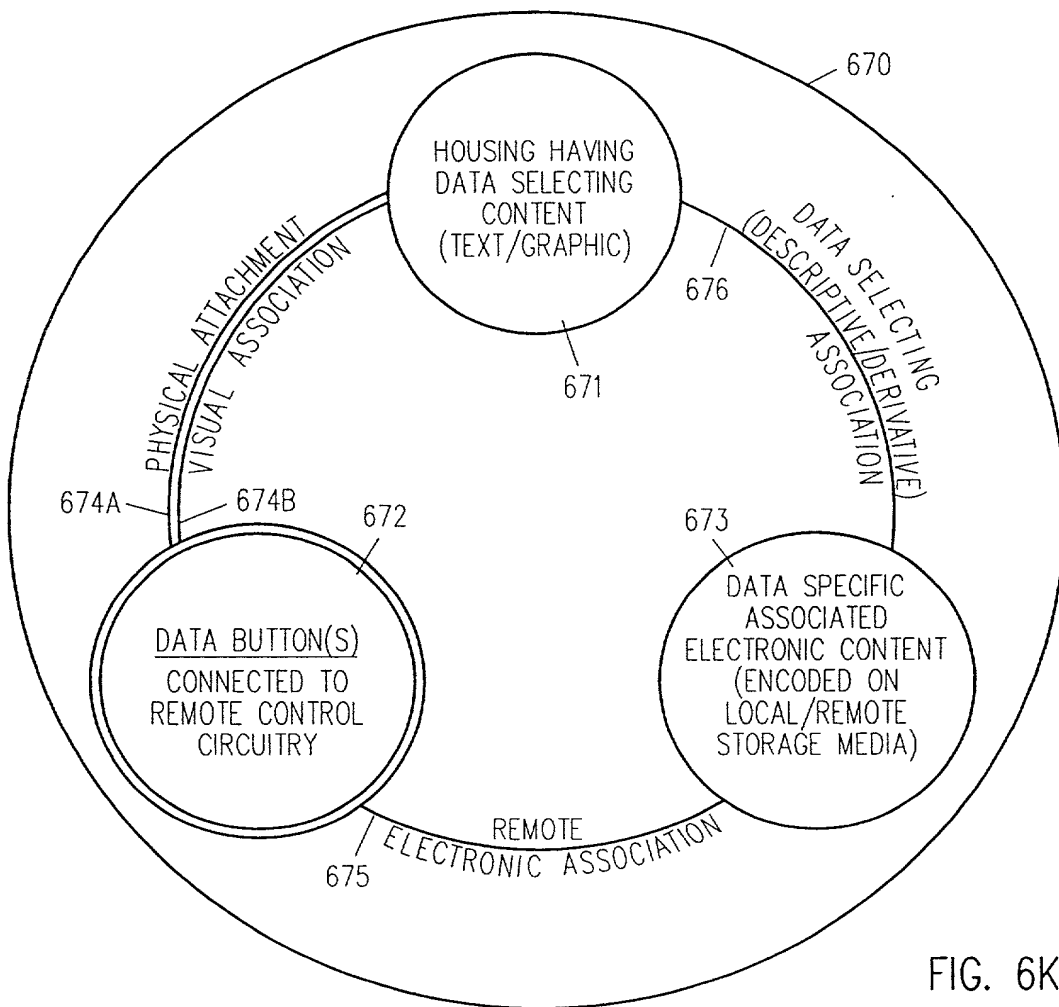 670
HOUSING HAVING
DATA SELECTING
CONTENT
(TEXT/GRAPHIC)
671
676
DATA SELECTING
(DESCRIPTIVE/DERIVATIVE)
ASSOCIATION
PHYSICAL ATTACHMENT
VISUAL ASSOCIATION
674A
674B
672
DATA BUTTON(S)
CONNECTED TO
REMOTE CONTROL
CIRCUITRY
673
DATA SPECIFIC
ASSOCIATED
ELECTRONIC CONTENT
(ENCODED ON
LOCAL/REMOTE
STORAGE MEDIA)
675
REMOTE
ELECTRONIC ASSOCIATION
FIG. 6K